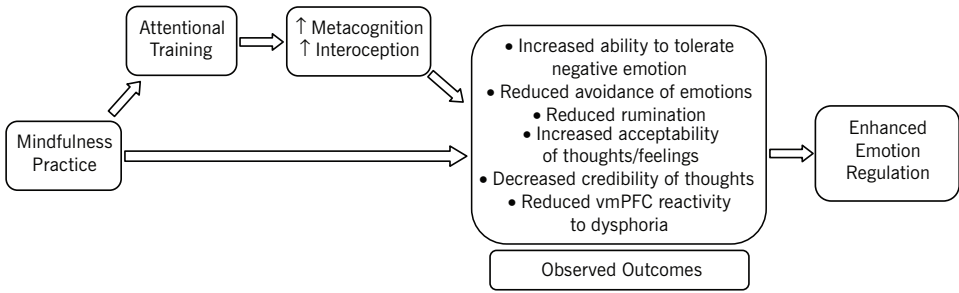 Mindfulness
Practice
Attentional
Training
↑ Metacognition
↑ Interoception
• Increased ability to tolerate
negative emotion
• Reduced avoidance of emotions
• Reduced rumination
• Increased acceptability
of thoughts/feelings
• Decreased credibility of thoughts
• Reduced vmPFC reactivity
to dysphoria
Observed Outcomes
Enhanced
Emotion
Regulation